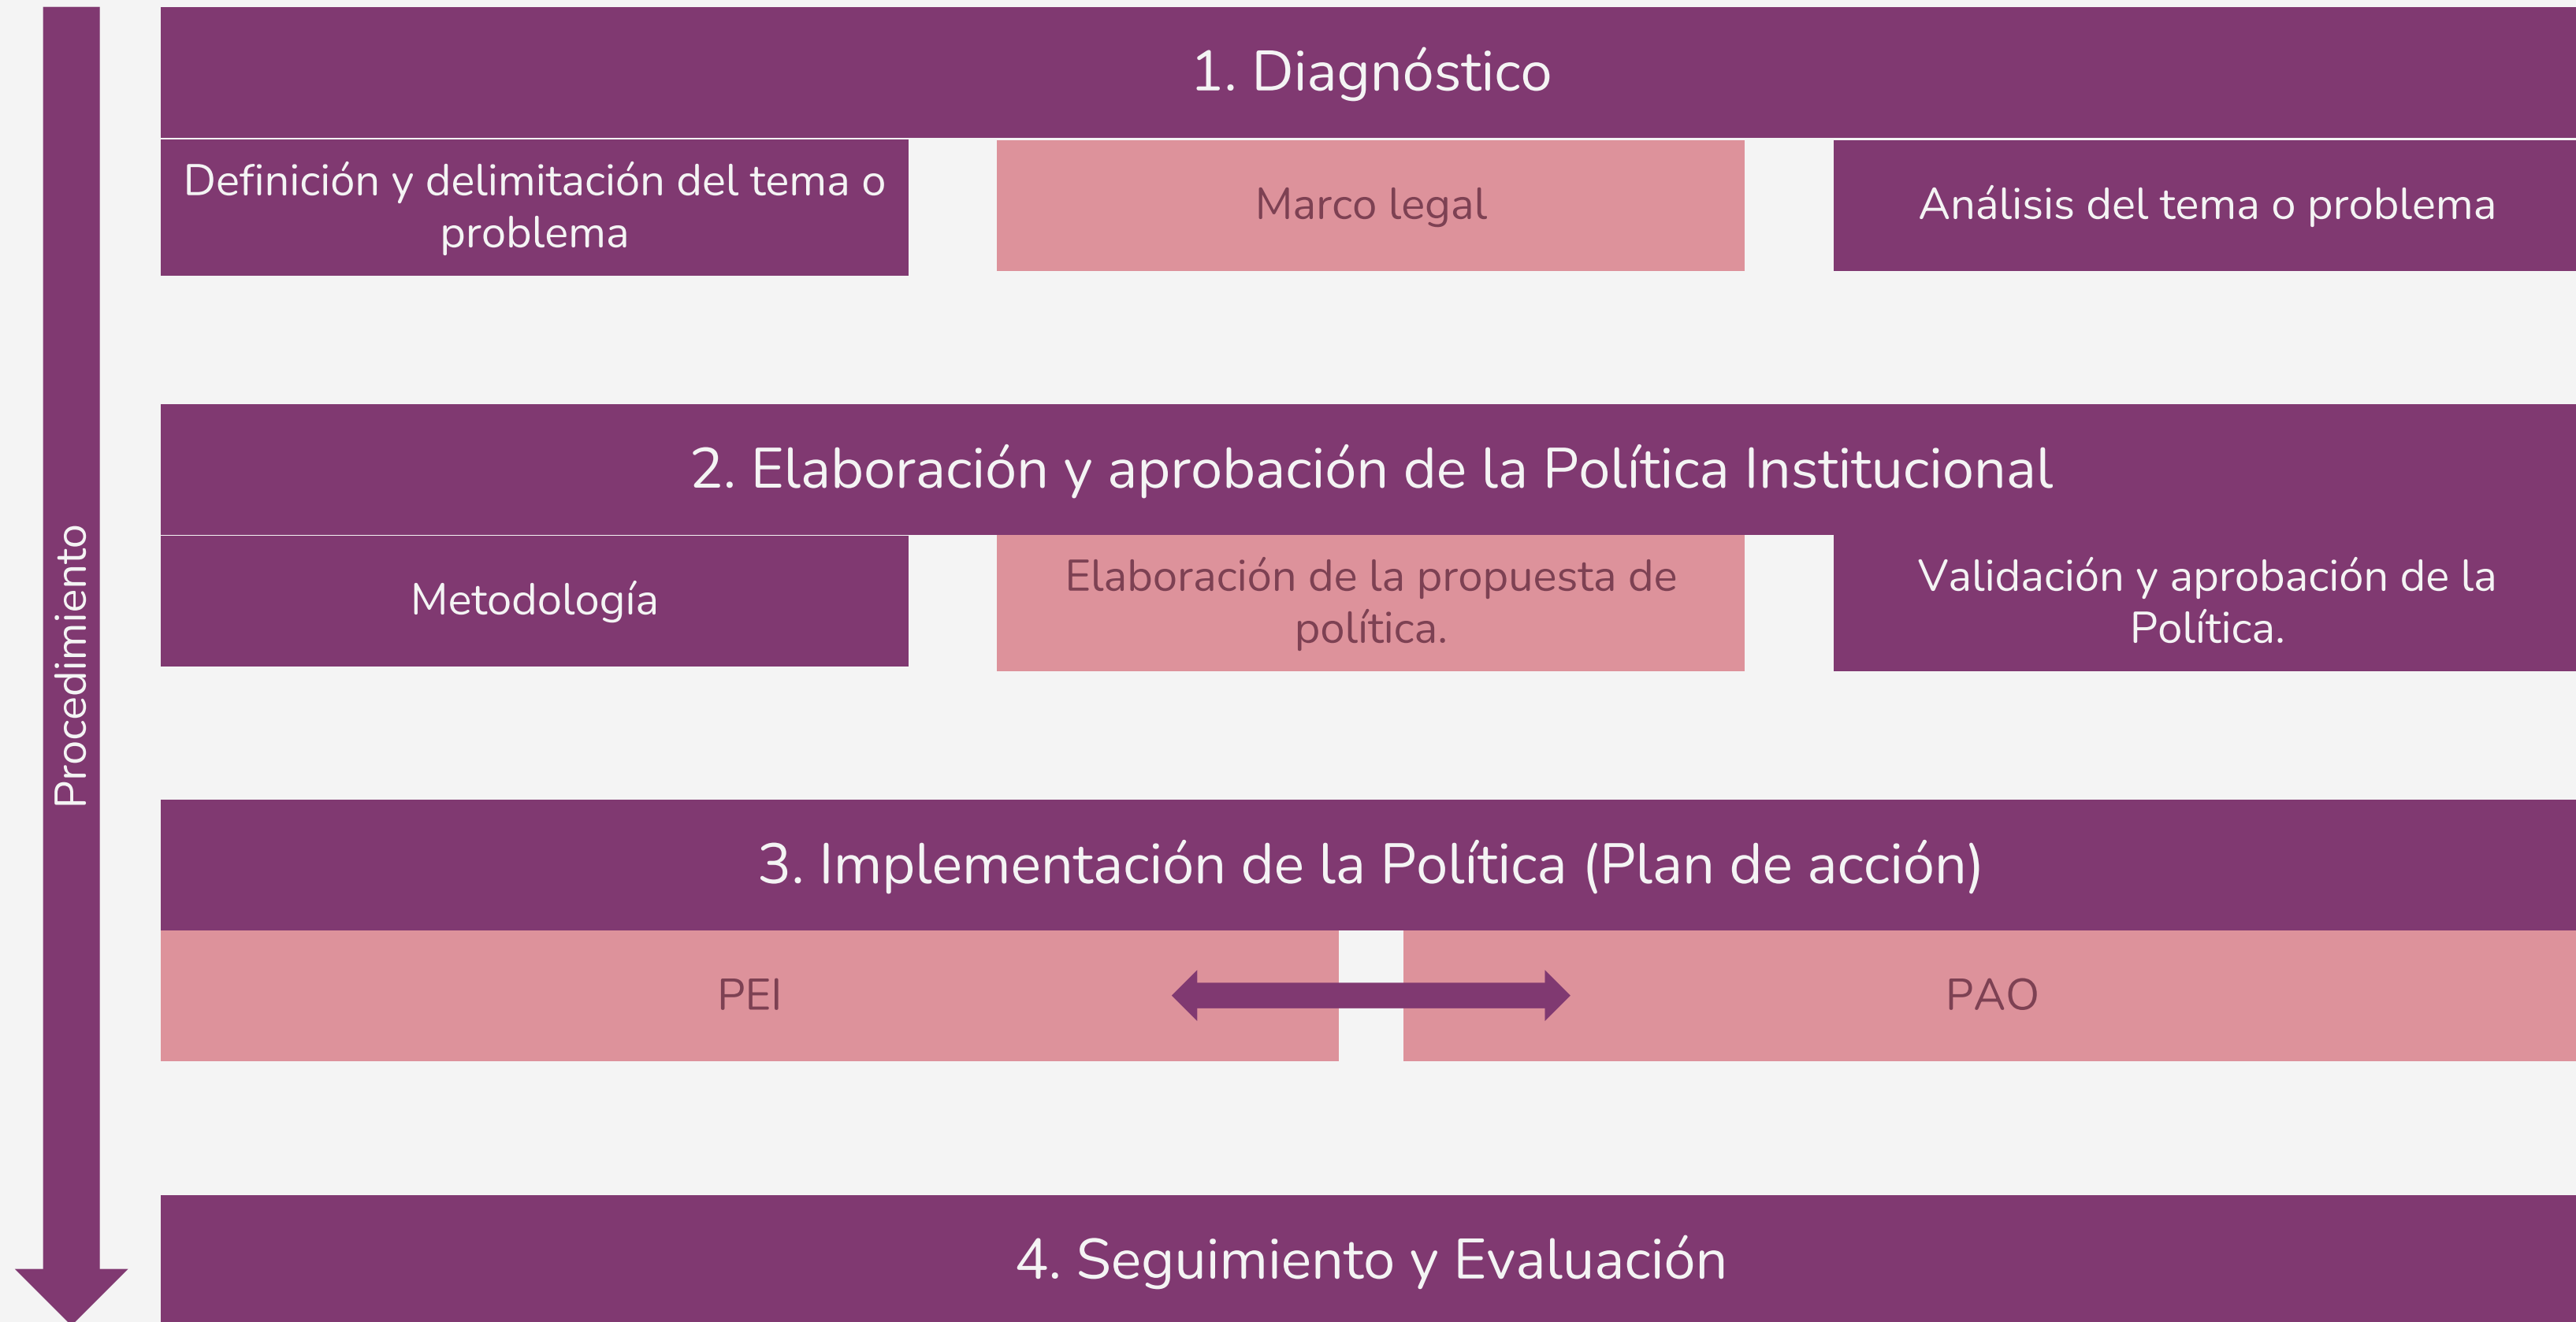 Procedimiento
1. Diagnóstico
Definición y delimitación del tema o
problema
Marco legal
Análisis del tema o problema
2. Elaboración y aprobación de la Política Institucional
Metodología
Elaboración de la propuesta de
política.
Validación y aprobación de la
Política.
3. Implementación de la Política (Plan de acción)
PEI
PAO
4. Seguimiento y Evaluación